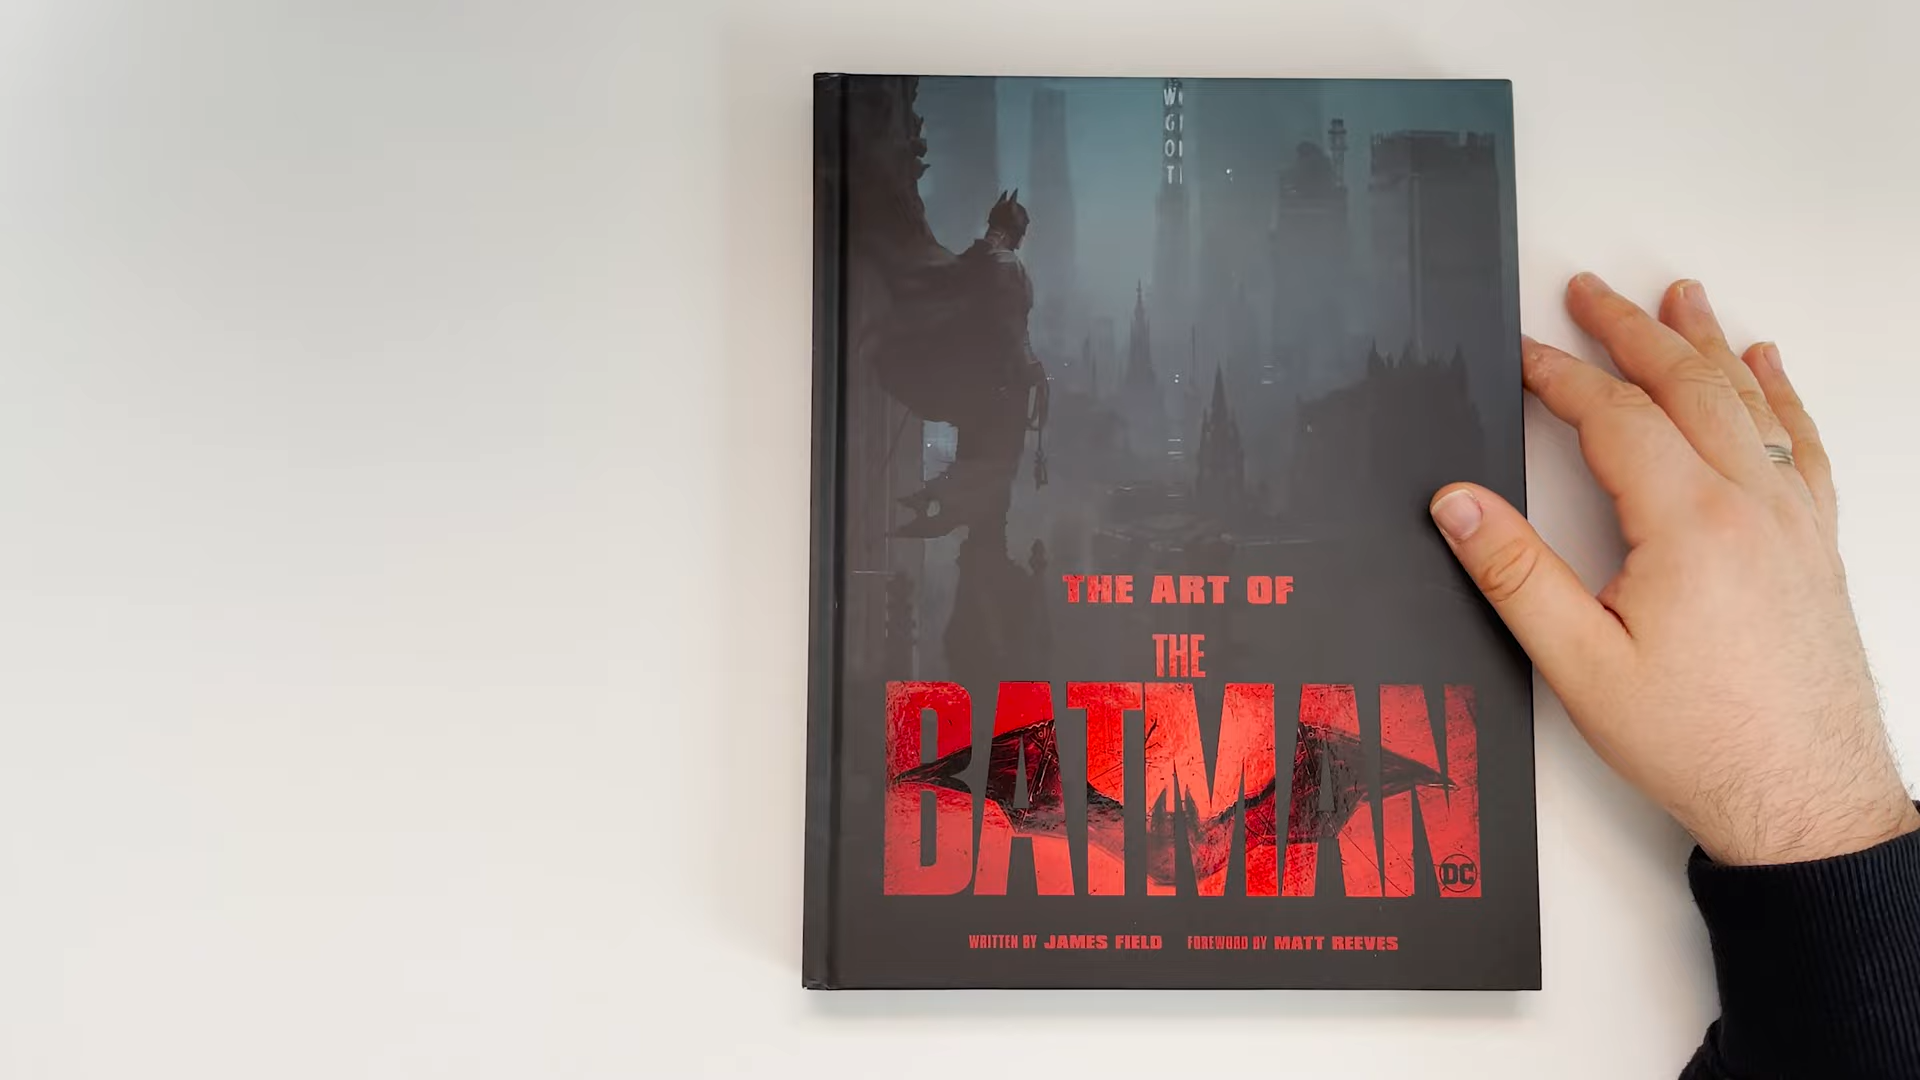 THE ART OF
THE
BATMAN
DC
WRITTEN BY JAMES FIELD FOREWORD BY MATT REEVES